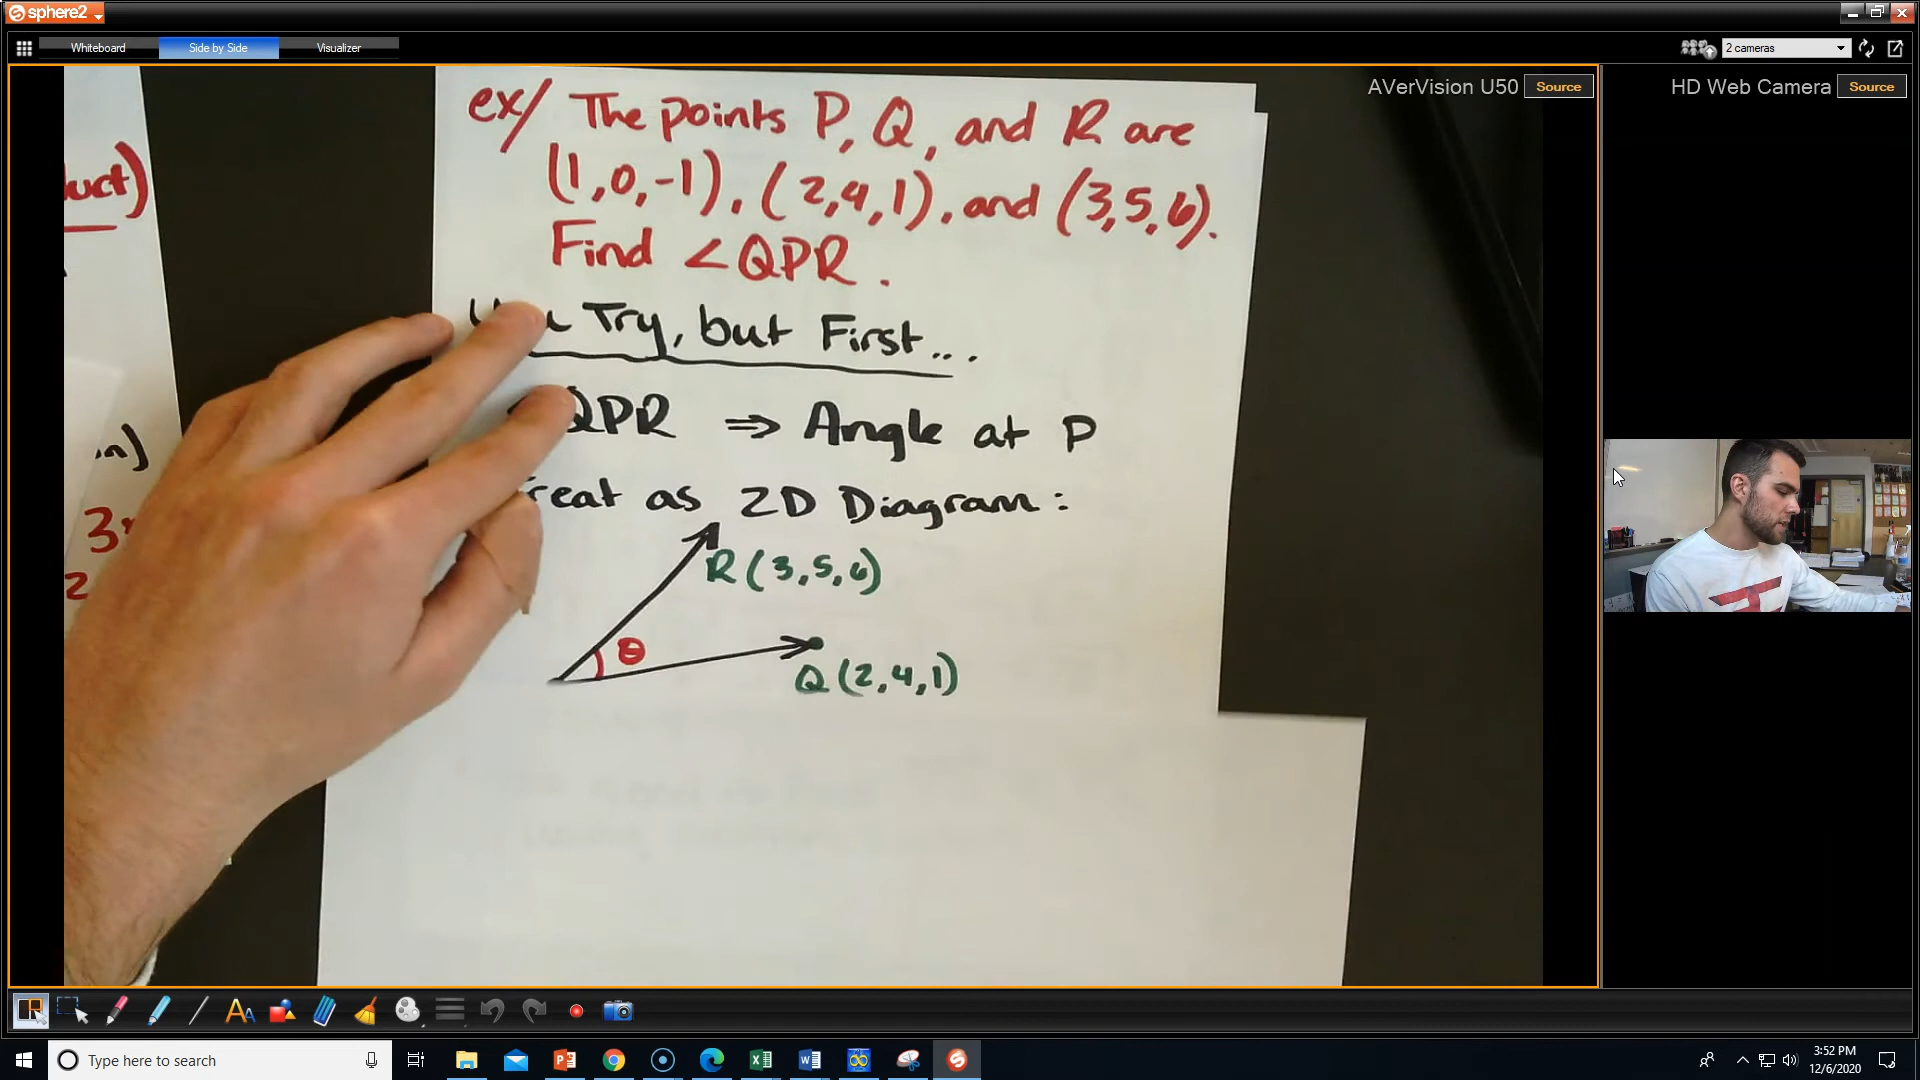 sphere2
Whiteboard
Side by Side
Visualizer
2 cameras
AVerVision U50 Source
HD Web Camera Source
uct)
3
2
ex/ The points P, Q, and R are
(1,0,-1), (2,4,1), and (3,5,6).
Find <QPR.
Try, but First...
QPR ⇒ Angle at P
reat as 2D Diagram:
R(3,5,6)
θ
Q(2,4,1)
Type here to search
3:52 PM
12/6/2020